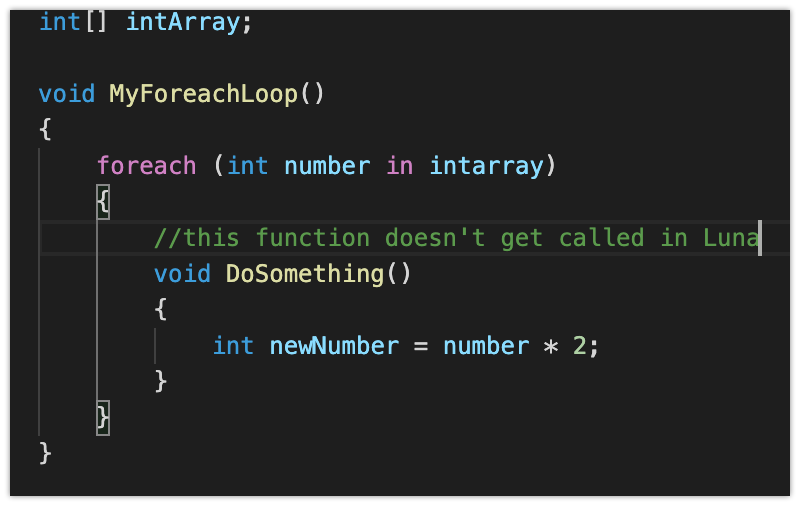 int[] intArray;
void MyForeachLoop()
{
foreach (int number in intarray)
{
//this function doesn't get called in Luna
void DoSomething()
{
int newNumber = number * 2;
}
}
}